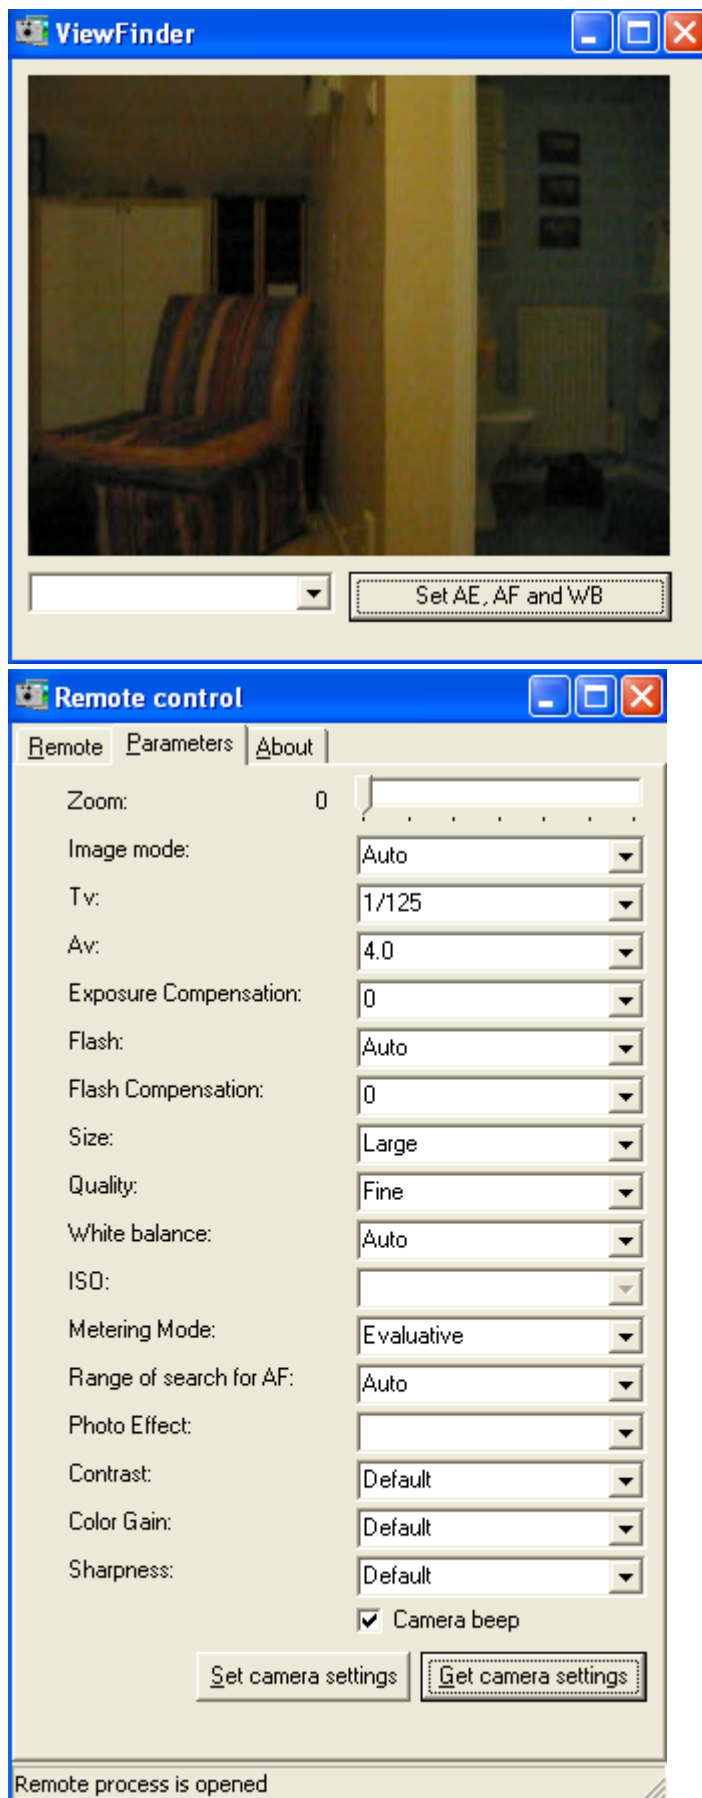 ViewFinder
Set AE, AF and WB
Remote control
Remote Parameters About
Zoom: 0
Image mode: Auto
Tv: 1/125
Av: 4.0
Exposure Compensation: 0
Flash: Auto
Flash Compensation: 0
Size: Large
Quality: Fine
White balance: Auto
ISO:
Metering Mode: Evaluative
Range of search for AF: Auto
Photo Effect:
Contrast: Default
Color Gain: Default
Sharpness: Default
Camera beep
Set camera settings Get camera settings
Remote process is opened